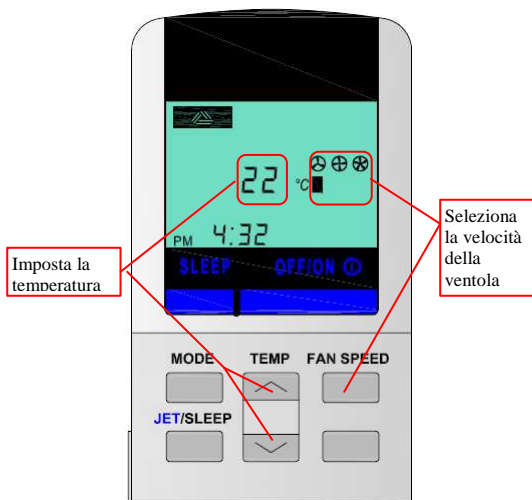 22 °C
PM 4:32
SLEEP OFF/ON
Imposta la
temperatura
Seleziona
la velocità
della
ventola
MODE TEMP FAN SPEED
JET/SLEEP